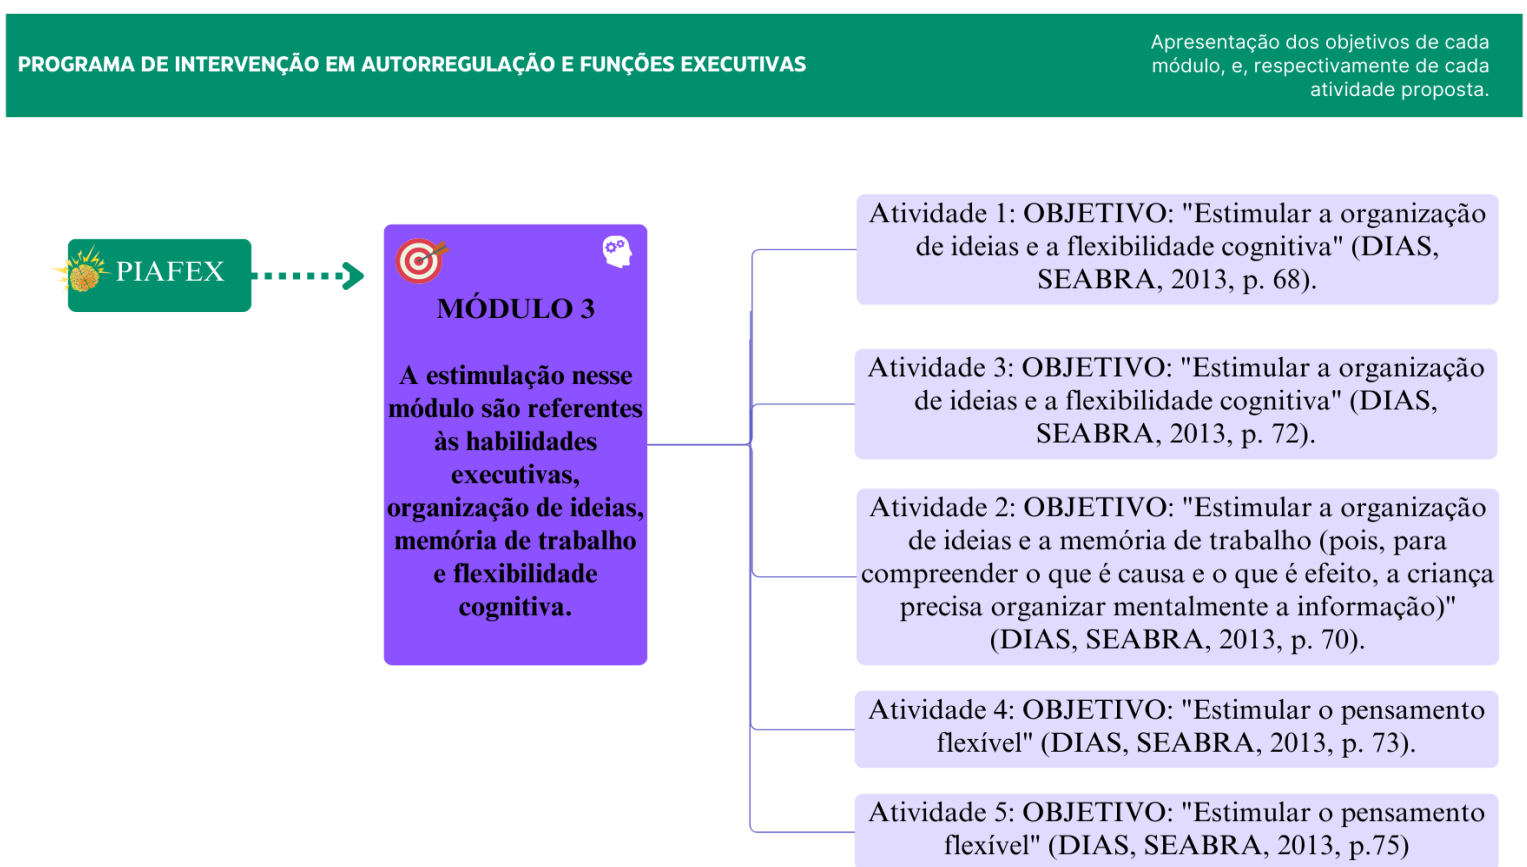 PROGRAMA DE INTERVENÇÃO EM AUTORREGULAÇÃO E FUNÇÕES EXECUTIVAS
Apresentação dos objetivos de cada
módulo, e, respectivamente de cada
atividade proposta.
PIAFEX
MÓDULO 3
A estimulação nesse
módulo são referentes
às habilidades
executivas,
organização de ideias,
memória de trabalho
e flexibilidade
cognitiva.
Atividade 1: OBJETIVO: "Estimular a organização
de ideias e a flexibilidade cognitiva" (DIAS,
SEABRA, 2013, p. 68).
Atividade 3: OBJETIVO: "Estimular a organização
de ideias e a flexibilidade cognitiva" (DIAS,
SEABRA, 2013, p. 72).
Atividade 2: OBJETIVO: "Estimular a organização
de ideias e a memória de trabalho (pois, para
compreender o que é causa e o que é efeito, a criança
precisa organizar mentalmente a informação)"
(DIAS, SEABRA, 2013, p. 70).
Atividade 4: OBJETIVO: "Estimular o pensamento
flexível" (DIAS, SEABRA, 2013, p. 73).
Atividade 5: OBJETIVO: "Estimular o pensamento
flexível" (DIAS, SEABRA, 2013, p.75)